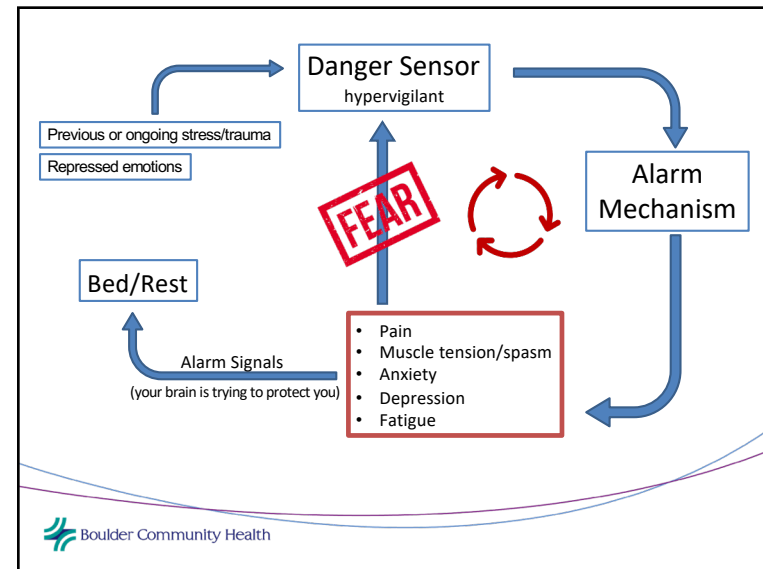 Danger Sensor
hypervigilant
Previous or ongoing stress/trauma
Repressed emotions
Alarm
Mechanism
FEAR
Bed/Rest
Alarm Signals
(your brain is trying to protect you)
• Pain
• Muscle tension/spasm
• Anxiety
• Depression
• Fatigue
Boulder Community Health